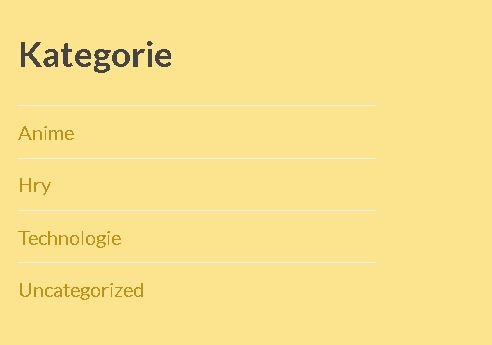 Kategorie
Anime
Hry
Technologie
Uncategorized